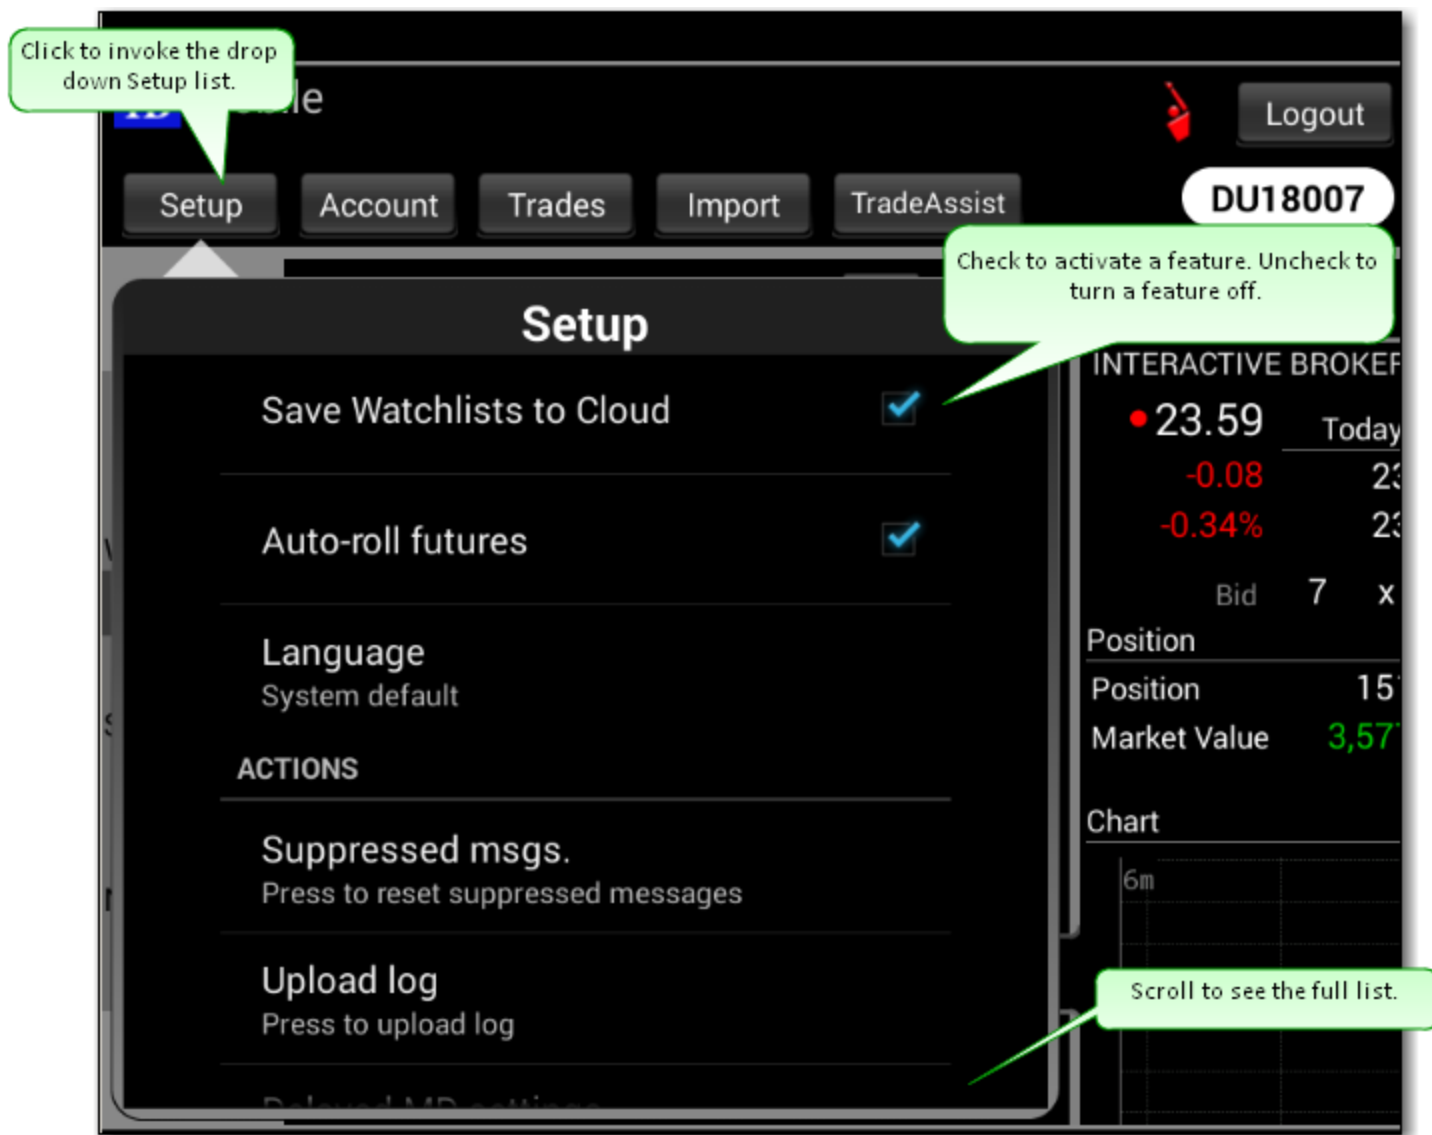 Click to invoke the drop
down Setup list.
Logout
Setup
Account
Trades
Import
TradeAssist
DU18007
Check to activate a feature. Uncheck to
turn a feature off.
Setup
Save Watchlists to Cloud
Auto-roll futures
Language
System default
ACTIONS
Suppressed msgs.
Press to reset suppressed messages
Upload log
Press to upload log
INTERACTIVE
23.59
Today
-0.08
-0.34%
Bid 7 x
Position
Position
Market Value
Chart
6m
Scroll to see the full list.